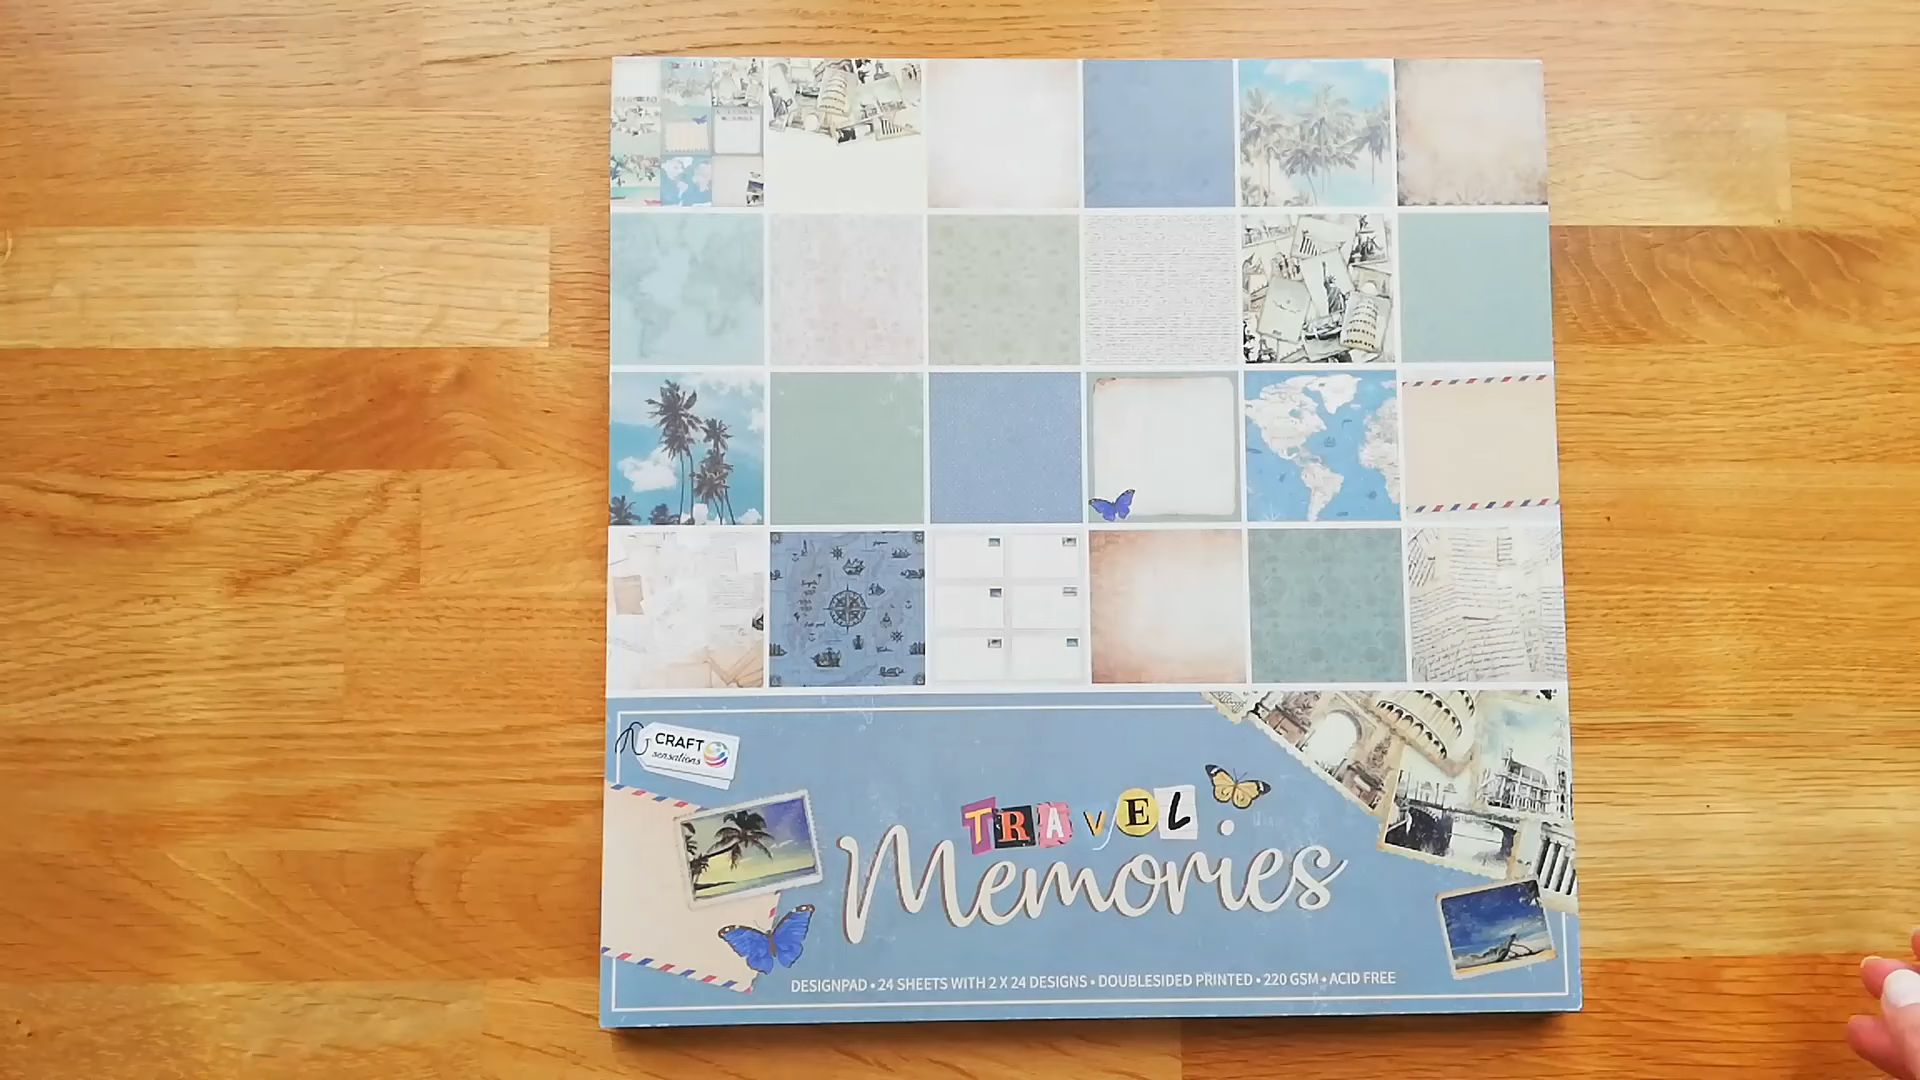 CRAFT
sensations
TRAVEL
Memories
DESIGNPAD • 24 SHEETS WITH 2 X 24 DESIGNS • DOUBLESIDED PRINTED • 220 GSM • ACID FREE